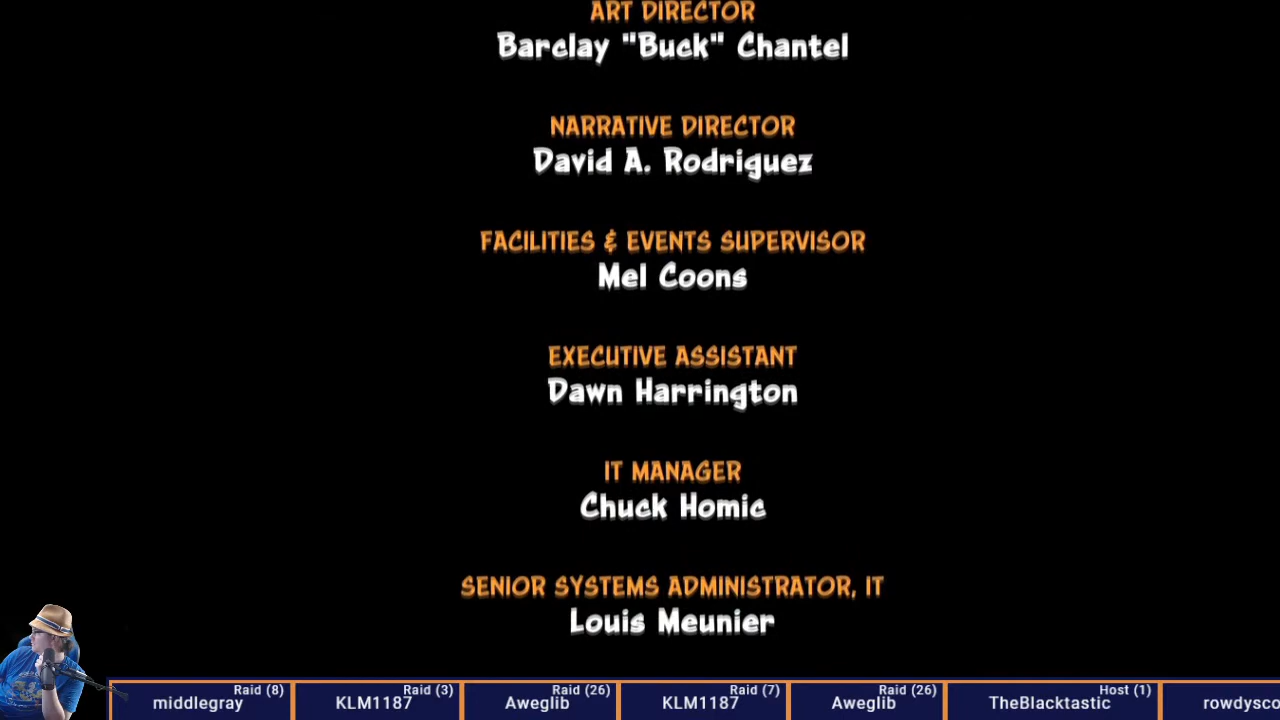 ART DIRECTOR
Barclay "Buck" Chantel
NARRATIVE DIRECTOR
David A. Rodriguez
FACILITIES & EVENTS SUPERVISOR
Mel Coons
EXECUTIVE ASSISTANT
Dawn Harrington
IT MANAGER
Chuck Homic
SENIOR SYSTEMS ADMINISTRATOR, IT
Louis Meunier
Raid (8)
middlegray
Raid (3)
KLM1187
Raid (26)
Aweglib
Raid (7)
KLM1187
Raid (26)
Aweglib
Host (1)
TheBlacktastic
rowdysco